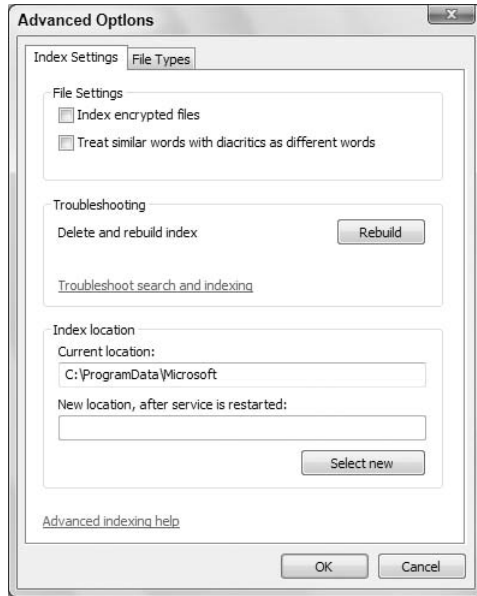 Advanced Options
Index Settings File Types
File Settings
Index encrypted files
Treat similar words with diacritics as different words
Troubleshooting
Delete and rebuild index Rebuild
Troubleshoot search and indexing
Index location
Current location:
C:\ProgramData\Microsoft
New location, after service is restarted:
Select new
Advanced indexing help
OK Cancel